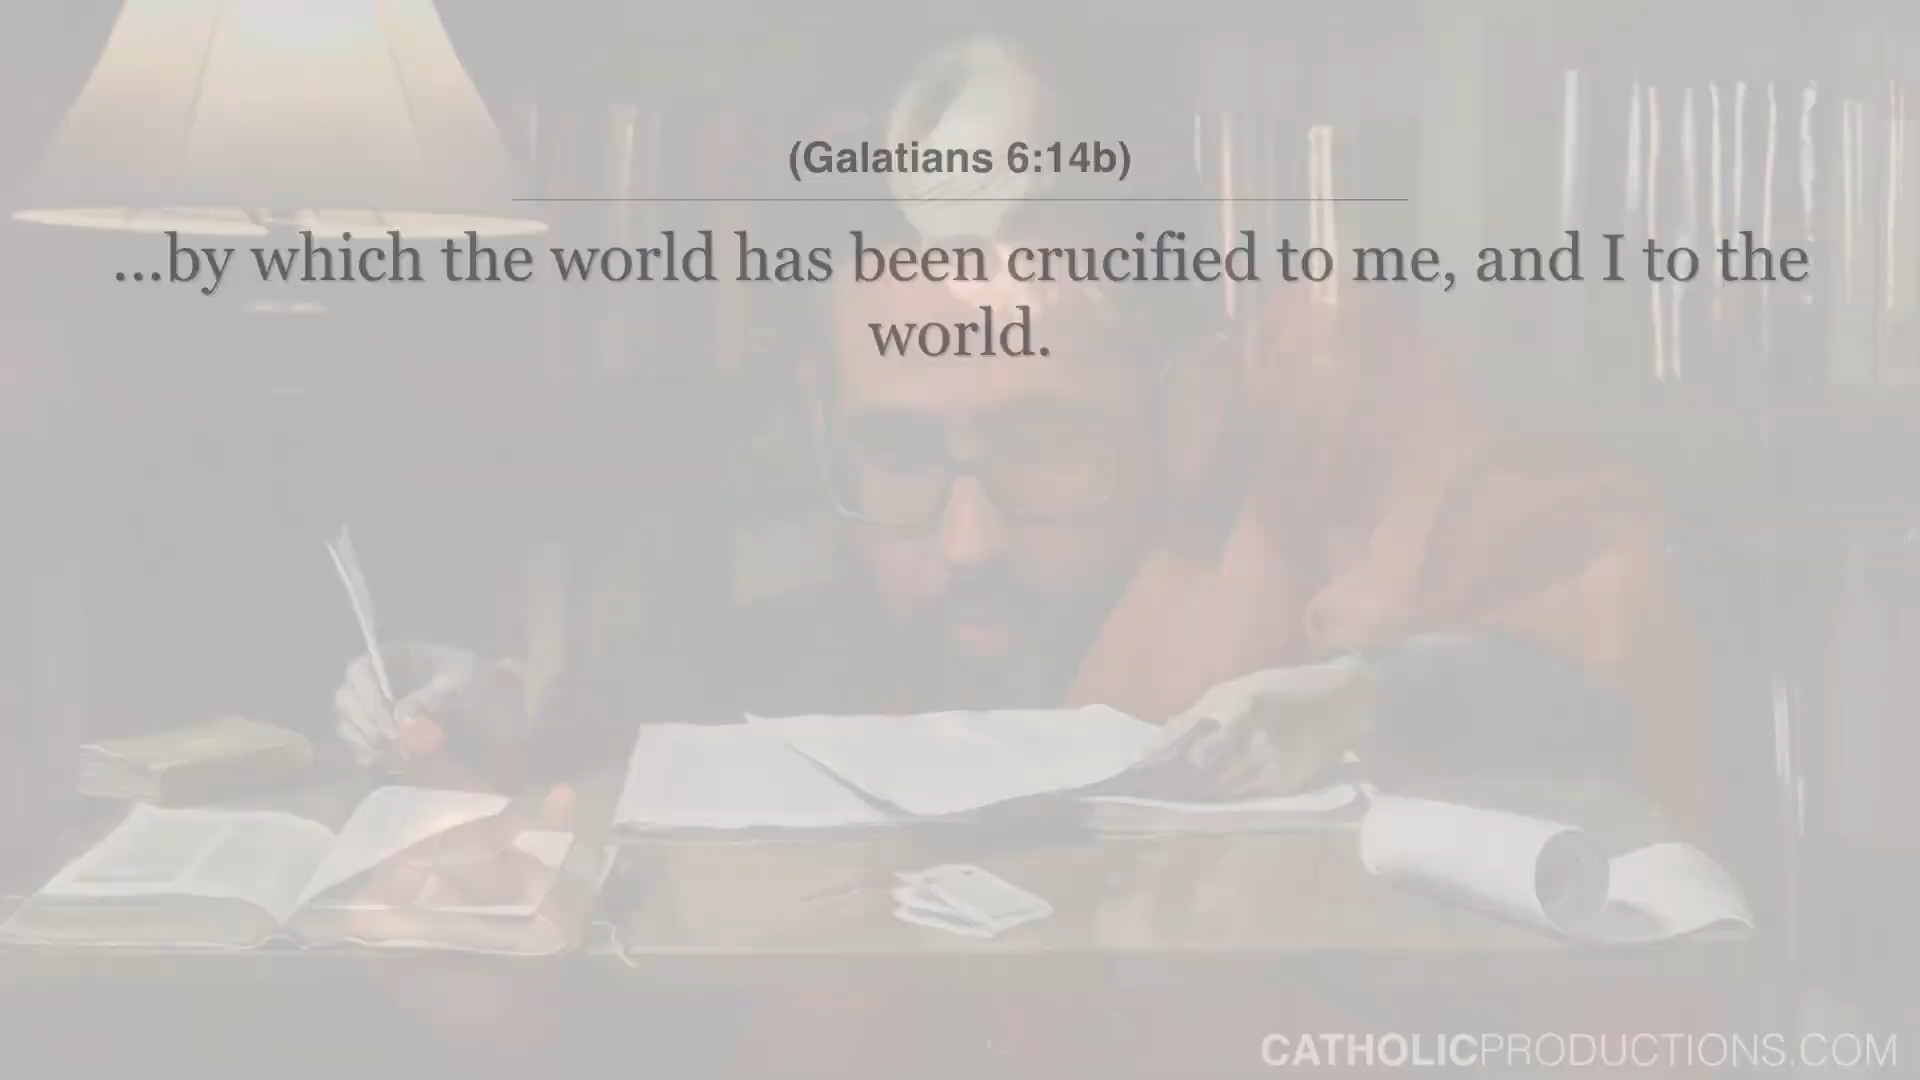 (Galatians 6:14b)
...by which the world has been crucified to me, and I to the
world.
CATHOLICPRODUCTIONS.COM